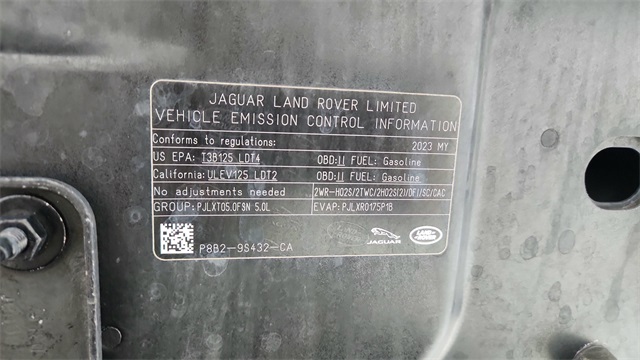 JAGUAR LAND ROVER LIMITED
VEHICLE EMISSION CONTROL INFORMATION
Conforms to regulations: 2023 MY
US EPA: T3B125 LDT4 OBD:II FUEL: Gasoline
California: ULEV125 LDT2 OBD:II FUEL: Gasoline
No adjustments needed 2WR-HO2S/2TWC/2HO2S(2)/DFI/SC/CAC
GROUP: PJLXT05.0F9N 5.0L EVAP: PJLXR0175P1B
P8B2-9S432-CA JAGUAR LAND-ROVER